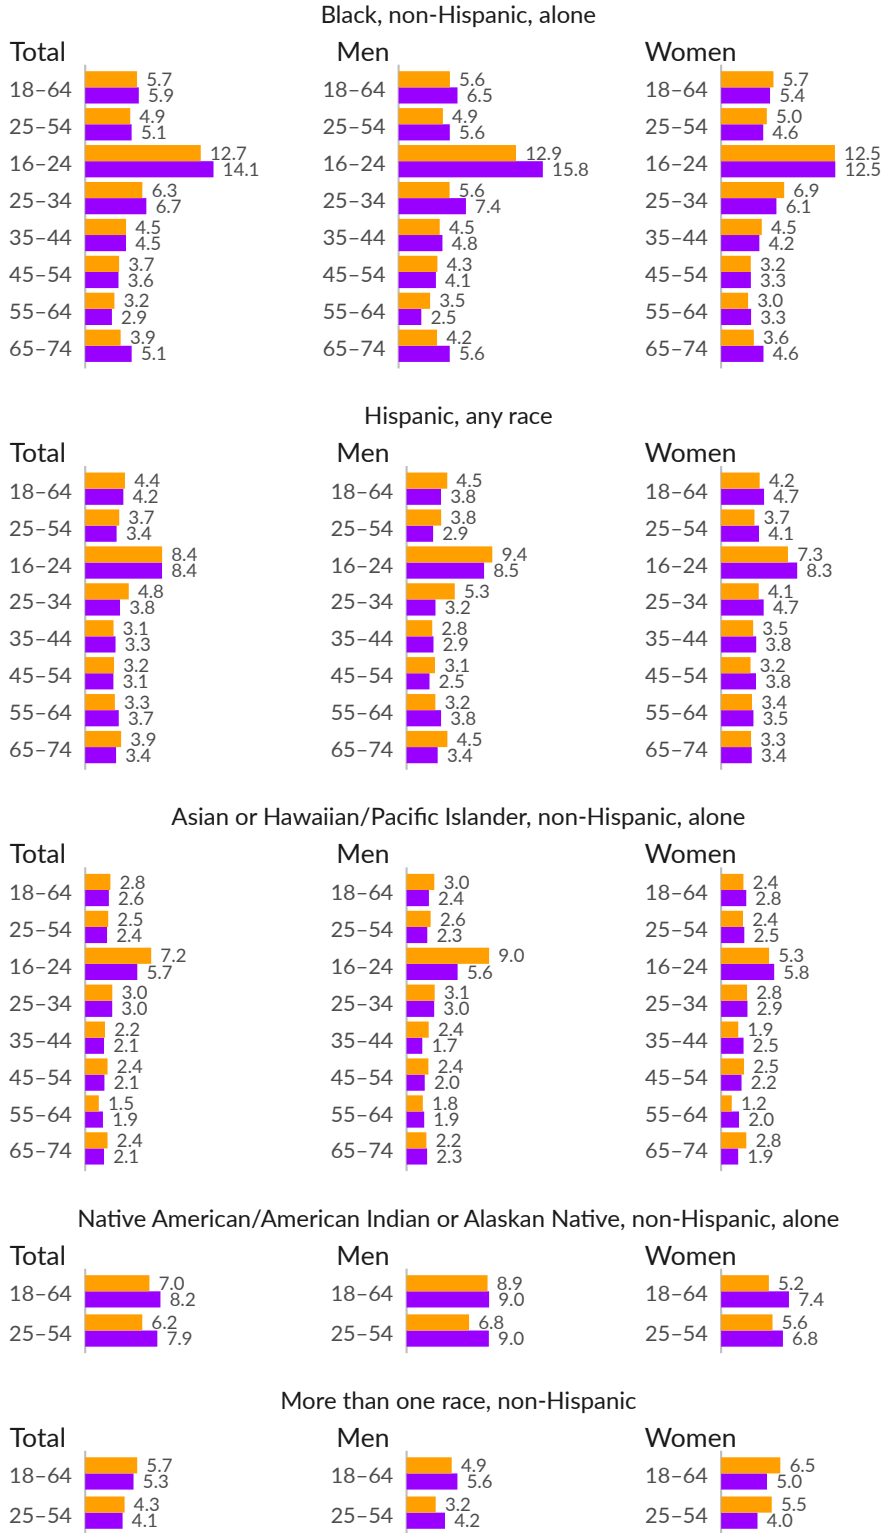 Black, non-Hispanic, alone
Total Men Women
18–64 5.7 5.9 18–64 5.6 6.5 18–64 5.7 5.4
25–54 4.9 5.1 25–54 4.9 5.6 25–54 5.0 4.6
16–24 12.7 14.1 16–24 12.9 15.8 16–24 12.5 12.5
25–34 6.3 6.7 25–34 5.6 7.4 25–34 6.9 6.1
35–44 4.5 4.5 35–44 4.5 4.8 35–44 4.5 4.2
45–54 3.7 3.6 45–54 4.3 4.1 45–54 3.2 3.3
55–64 3.2 2.9 55–64 3.5 2.5 55–64 3.0 3.3
65–74 3.9 5.1 65–74 4.2 5.6 65–74 3.6 4.6
Hispanic, any race
Total Men Women
18–64 4.4 4.2 18–64 4.5 3.8 18–64 4.2 4.7
25–54 3.7 3.4 25–54 3.8 2.9 25–54 3.7 4.1
16–24 8.4 8.4 16–24 9.4 8.5 16–24 7.3 8.3
25–34 4.8 3.8 25–34 5.3 3.2 25–34 4.1 4.7
35–44 3.1 3.3 35–44 2.8 2.9 35–44 3.5 3.8
45–54 3.2 3.1 45–54 3.1 2.5 45–54 3.2 3.8
55–64 3.3 3.7 55–64 3.2 3.8 55–64 3.4 3.5
65–74 3.9 3.4 65–74 4.5 3.4 65–74 3.3 3.4
Asian or Hawaiian/Pacific Islander, non-Hispanic, alone
Total Men Women
18–64 2.8 2.6 18–64 3.0 2.4 18–64 2.4 2.8
25–54 2.5 2.4 25–54 2.6 2.3 25–54 2.4 2.5
16–24 7.2 5.7 16–24 9.0 5.6 16–24 5.3 5.8
25–34 3.0 3.0 25–34 3.1 3.0 25–34 2.8 2.9
35–44 2.2 2.1 35–44 2.4 1.7 35–44 1.9 2.5
45–54 2.4 2.1 45–54 2.4 2.0 45–54 2.5 2.2
55–64 1.5 1.9 55–64 1.8 1.9 55–64 1.2 2.0
65–74 2.4 2.1 65–74 2.2 2.3 65–74 2.8 1.9
Native American/American Indian or Alaskan Native, non-Hispanic, alone
Total Men Women
18–64 7.0 8.2 18–64 8.9 9.0 18–64 5.2 7.4
25–54 6.2 7.9 25–54 6.8 9.0 25–54 5.6 6.8
More than one race, non-Hispanic
Total Men Women
18–64 5.7 5.3 18–64 4.9 5.6 18–64 6.5 5.0
25–54 4.3 4.1 25–54 3.2 4.2 25–54 5.5 4.0